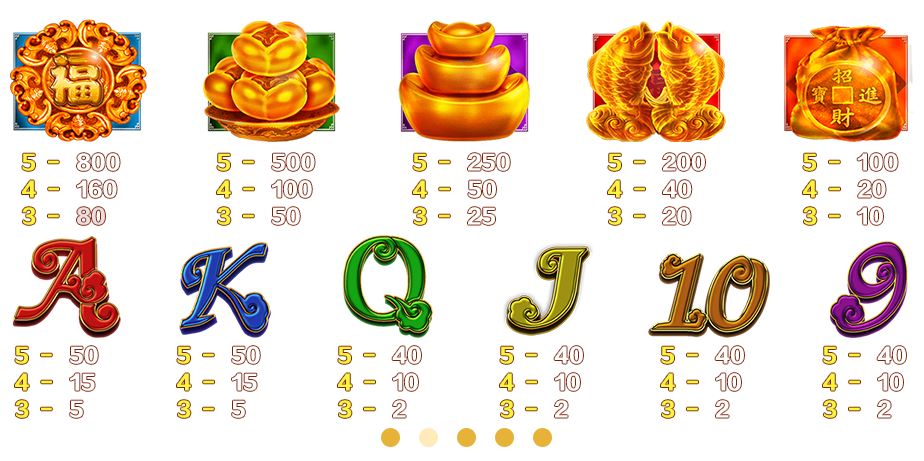 福
招
寶 進
財
5 - 800 5 - 500 5 - 250 5 - 200 5 - 100
4 - 160 4 - 100 4 - 50 4 - 40 4 - 20
3 - 80 3 - 50 3 - 25 3 - 20 3 - 10
A K Q J 10 9
5 - 50 5 - 50 5 - 40 5 - 40 5 - 40 5 - 40
4 - 15 4 - 15 4 - 10 4 - 10 4 - 10 4 - 10
3 - 5 3 - 5 3 - 2 3 - 2 3 - 2 3 - 2